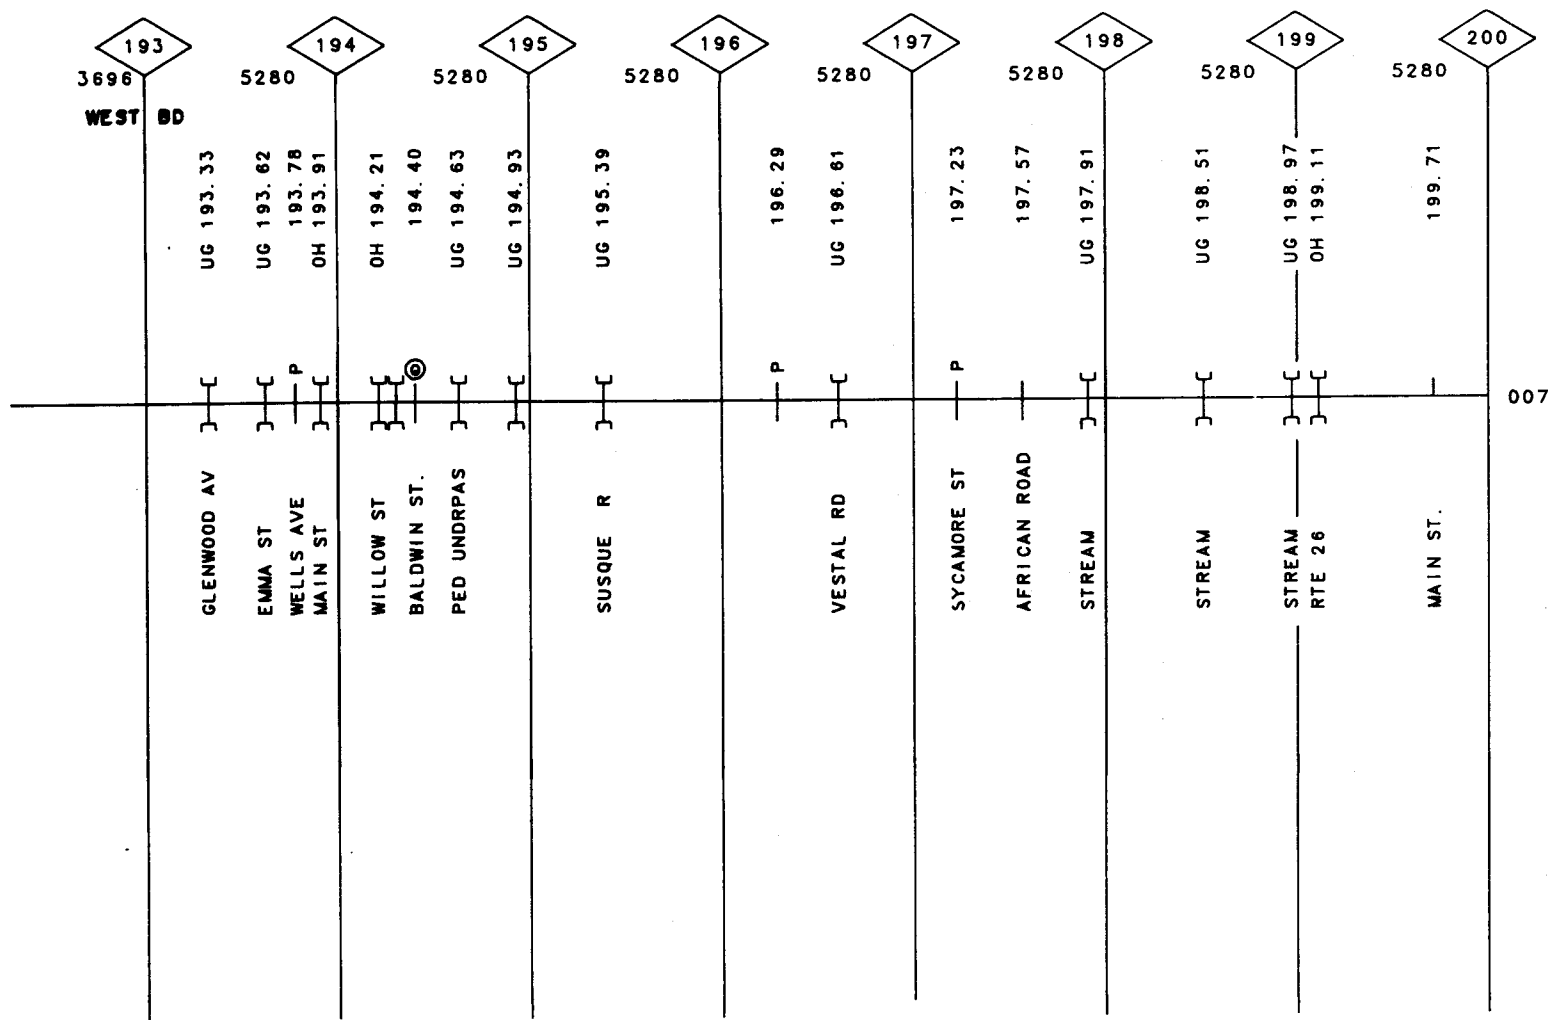 193 194 195 196 197 198 199 200
3696 5280 5280 5280 5280 5280 5280 5280
WEST BD
UG 193.33
UG 193.62
193.78
OH 193.91
OH 194.21
194.40
UG 194.63
UG 194.93
UG 195.39
196.29
UG 196.61
197.23
197.57
UG 197.91
UG 198.51
UG 198.97
OH 199.11
199.71
P P P
007
GLENWOOD AV
EMMA ST
WELLS AVE
MAIN ST
WILLOW ST
BALDWIN ST.
PED UNDRPAS
SUSQUE R
VESTAL RD
SYCAMORE ST
AFRICAN ROAD
STREAM
STREAM
STREAM
RTE 26
MAIN ST.